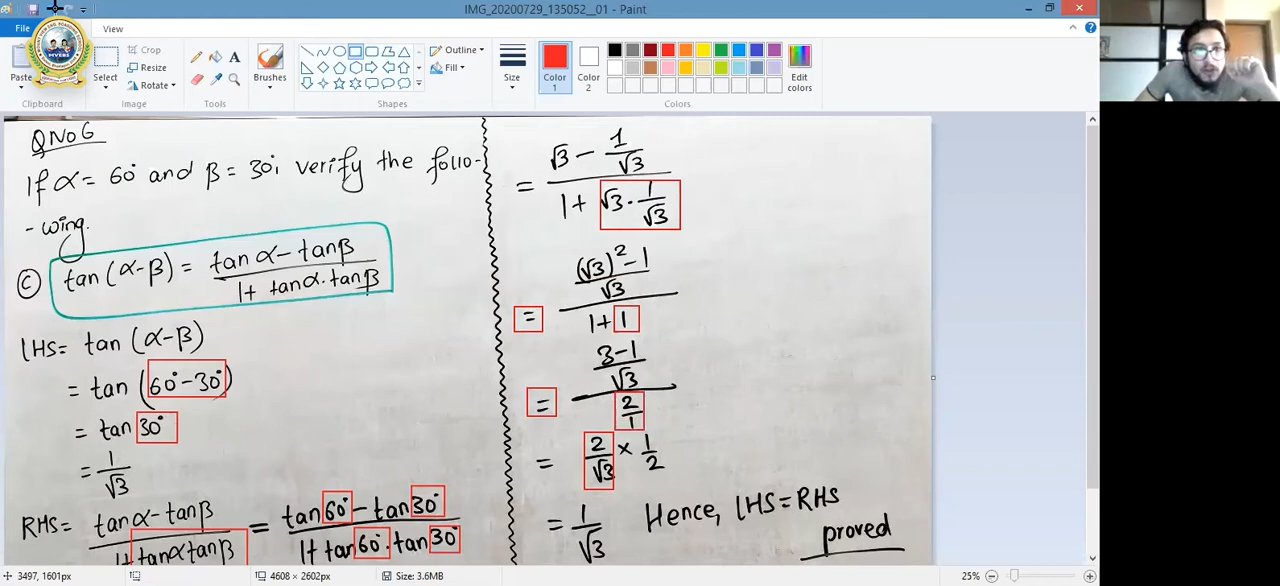 IMG_20200729_135052__01 - Paint
File
View
Paste
Select
Crop
Resize
Rotate
A
Brushes
Outline
Fill
Size
Color 1
Color 2
Edit colors
Clipboard
Image
Tools
Shapes
Colors
QNo6
If α = 60° and β = 30°, verify the follo-
-wing.
ⓒ tan (α-β) = (tan α - tan β) / (1 + tan α . tan β)
LHS = tan (α-β)
= tan (60° - 30°)
= tan 30°
= 1/√3
RHS = (tan α - tan β) / (1 + tan α tan β) = (tan 60° - tan 30°) / (1 + tan 60° . tan 30°)
= (√3 - 1/√3) / (1 + √3 . 1/√3)
= (((√3)² - 1)/√3) / (1 + 1)
= ((3 - 1)/√3) / (2/1)
= 2/√3 × 1/2
= 1/√3 Hence, LHS = RHS
proved
3497, 1601px
4608 × 2602px
Size: 3.6MB
25%